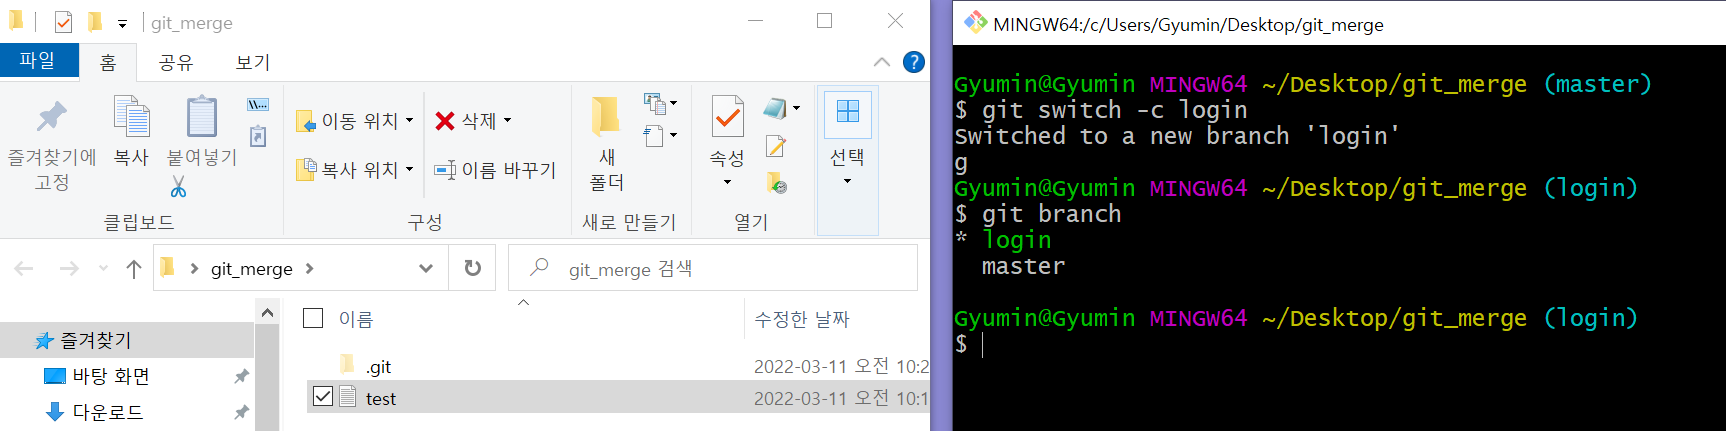 git_merge
파일
홈
공유
보기
즐겨찾기에
고정
복사
붙여넣기
클립보드
이동 위치
복사 위치
삭제
이름 바꾸기
구성
새
폴더
새로 만들기
속성
열기
선택
git_merge
git_merge 검색
이름
수정한 날짜
즐겨찾기
바탕 화면
다운로드
.git
2022-03-11 오전 10:2
test
2022-03-11 오전 10:1
MINGW64:/c/Users/Gyumin/Desktop/git_merge
Gyumin@Gyumin MINGW64 ~/Desktop/git_merge (master)
$ git switch -c login
Switched to a new branch 'login'
g
Gyumin@Gyumin MINGW64 ~/Desktop/git_merge (login)
$ git branch
* login
master
Gyumin@Gyumin MINGW64 ~/Desktop/git_merge (login)
$